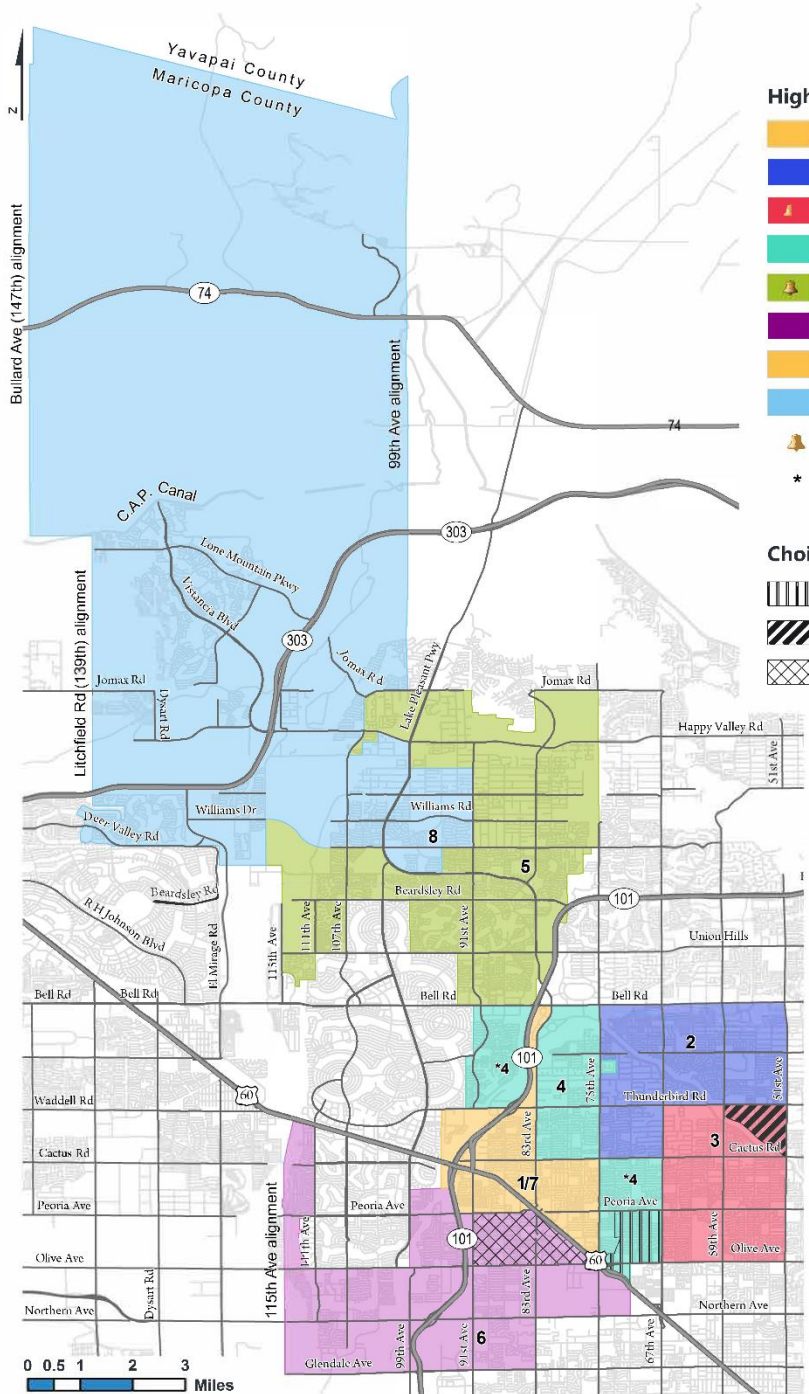 Yavapai County
Maricopa County
z
High
Bullard Ave (147th) alignment
74
99th Ave alignment
74
*
C.A.P. Canal
303
Lone Mountain Pkwy
Vistancia Blvd
Choi
303
Litchfield Rd (139th) alignment
Jomax Rd
Jomax Rd
Lake Pleasant Pwy
Jomax Rd
Dysart Rd
Happy Valley Rd
51st Ave
Williams Dr
Williams Rd
Deer Valley Rd
8
5
Beardsley Rd
Beardsley Rd
101
R H Johnson Blvd
El Mirage Rd
115th Ave
111th Ave
107th Ave
91st Ave
Union Hills
Bell Rd
Bell Rd
Bell Rd
Bell Rd
2
*4
101
4
75th Ave
51st Ave
60
Waddell Rd
Thunderbird Rd
83rd Ave
3
Cactus Rd
Cactus Rd
1/7
*4
Peoria Ave
Peoria Ave
Peoria Ave
115th Ave alignment
111th Ave
101
60
59th Ave
Olive Ave
Olive Ave
Dysart Rd
83rd Ave
Northern Ave
Northern Ave
99th Ave
91st Ave
6
67th Ave
Glendale Ave
0 0.5 1 2 3
Miles